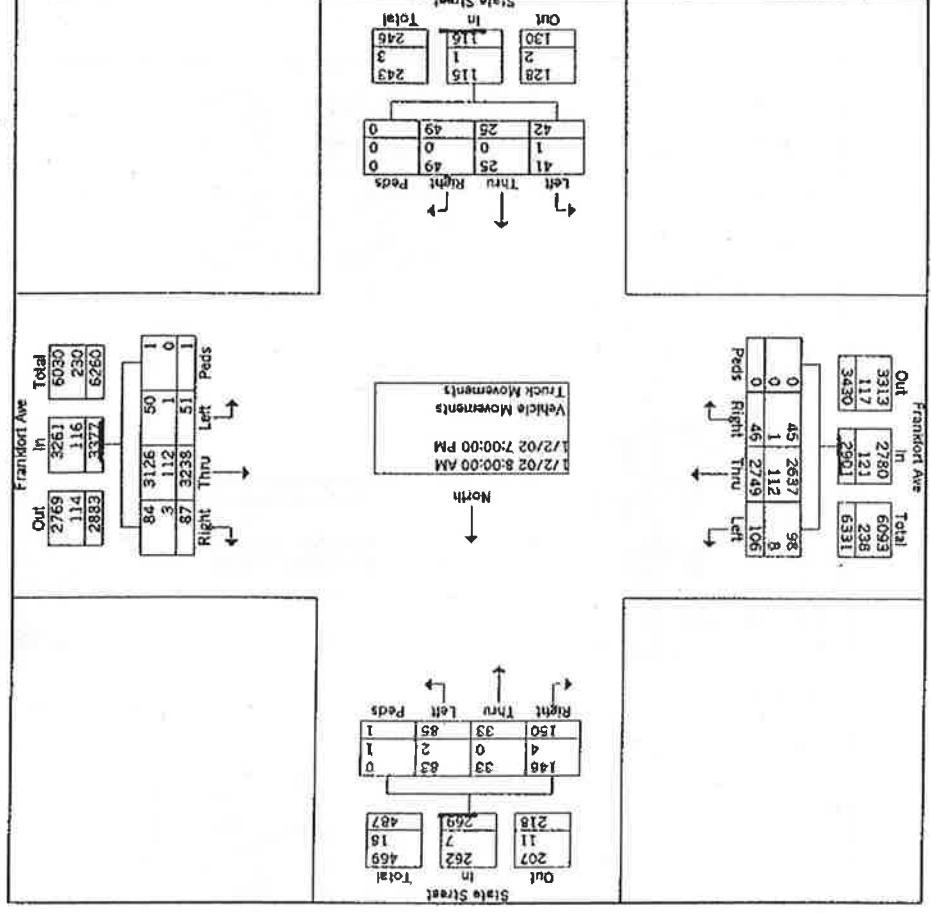 State Street
Out In Total
207 262 469
11 7 18
218 269 487
146 33 83 0
4 0 2 1
150 33 85 1
Right Thru Left Peds
Frankfort Ave
Total In Out
6093 2780 3313
238 121 117
6331 2901 3430
98 2637 45 0
8 112 1 0
106 2749 46 0
Left Thru Right Peds
North
1/2/02 8:00:00 AM
1/2/02 7:00:00 PM
Vehicle Movements
Truck Movements
Right Thru Left Peds
84 3126 50 1
3 112 1 0
87 3238 51 1
Out In Total
2769 3261 6030
114 116 230
2883 3377 6260
Frankfort Ave
Left Thru Right Peds
41 25 49 0
1 0 0 0
42 25 49 0
128 115 243
2 1 3
130 116 246
Out In Total
State Street